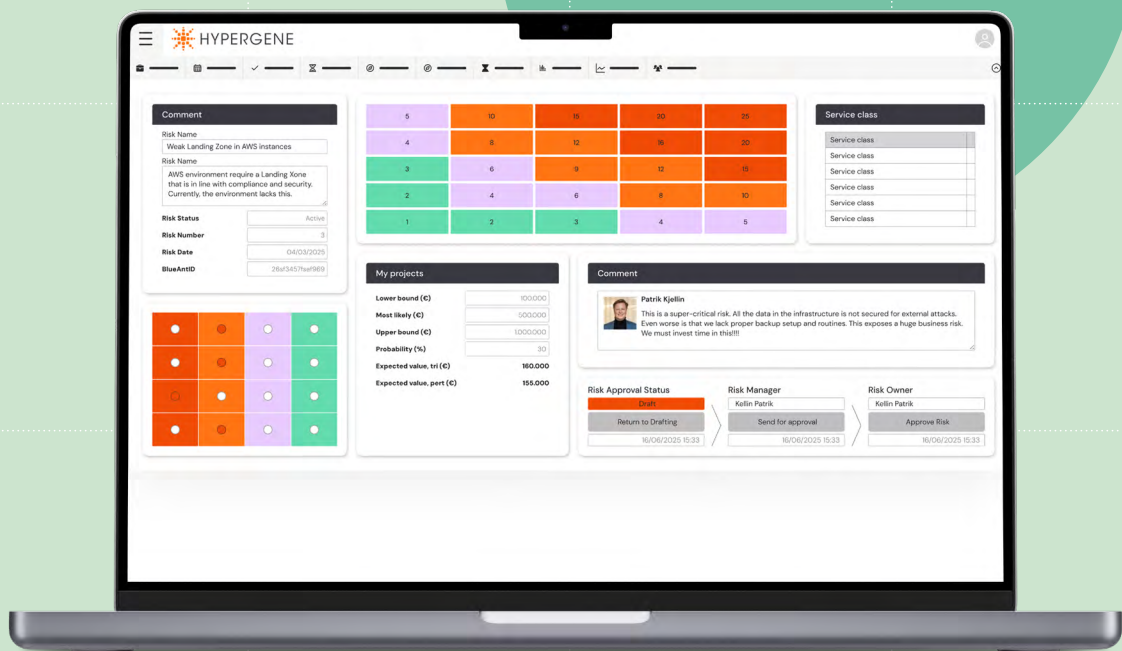 HYPERGENE
Comment
Risk Name
Weak Landing Zone in AWS instances
Risk Name
AWS environment require a Landing Xone
that is in line with compliance and security.
Currently, the environment lacks this.
Risk Status
Active
Risk Number
3
Risk Date
04/03/2025
BlueAntID
5 10 15 20 25
4 8 12 16 20
3 6 9 12 15
2 4 6 8 10
1 2 3 4 5
Service class
Service class
Service class
Service class
Service class
Service class
Service class
My projects
Lower bound (€)
100.000
Most likely (€)
500.000
Upper bound (€)
1.000.000
Probability (%)
30
Expected value, tri (€)
160.000
Expected value, pert (€)
155.000
Comment
Patrik Kjellin
This is a super-critical risk. All the data in the infrastructure is not secured for external attacks.
Even worse is that we lack proper backup setup and routines. This exposes a huge business risk.
We must invest time in this!!!!
Risk Approval Status
Draft
Return to Drafting
16/06/2025 15:33
Risk Manager
Kellin Patrik
Send for approval
16/06/2025 15:33
Risk Owner
Kellin Patrik
Approve Risk
16/06/2025 15:33